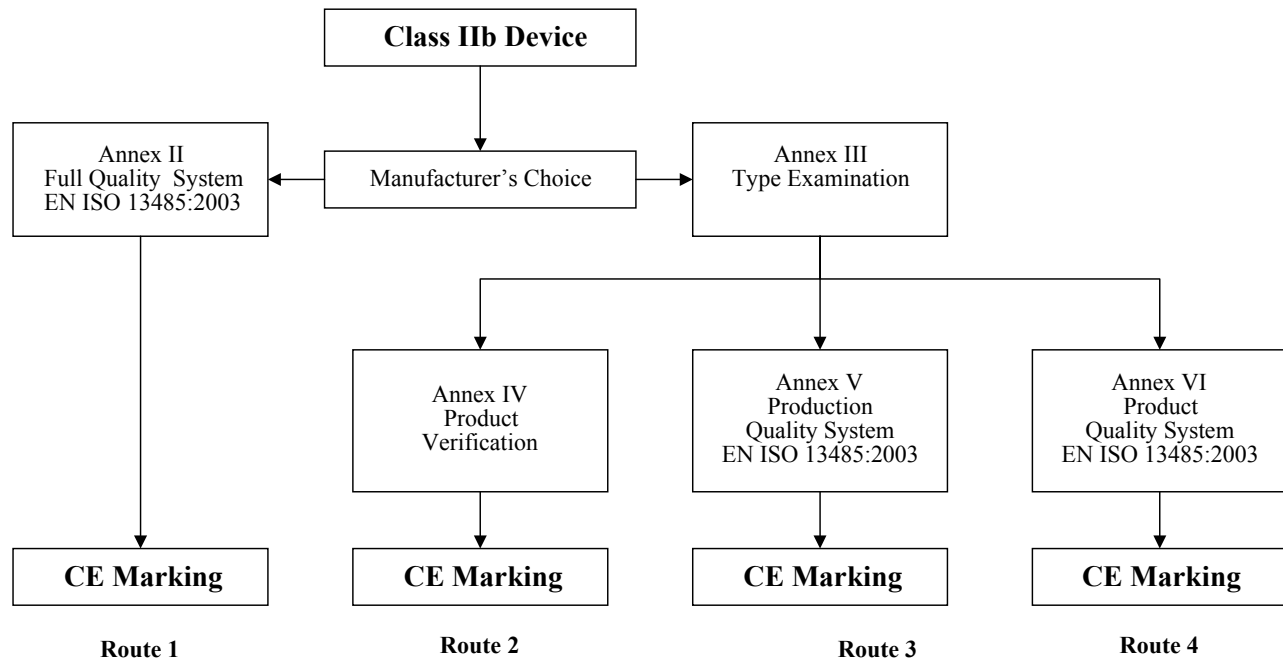 Class IIb Device
Annex II
Full Quality System
EN ISO 13485:2003
Manufacturer’s Choice
Annex III
Type Examination
Annex IV
Product
Verification
Annex V
Production
Quality System
EN ISO 13485:2003
Annex VI
Product
Quality System
EN ISO 13485:2003
CE Marking
CE Marking
CE Marking
CE Marking
Route 1
Route 2
Route 3
Route 4